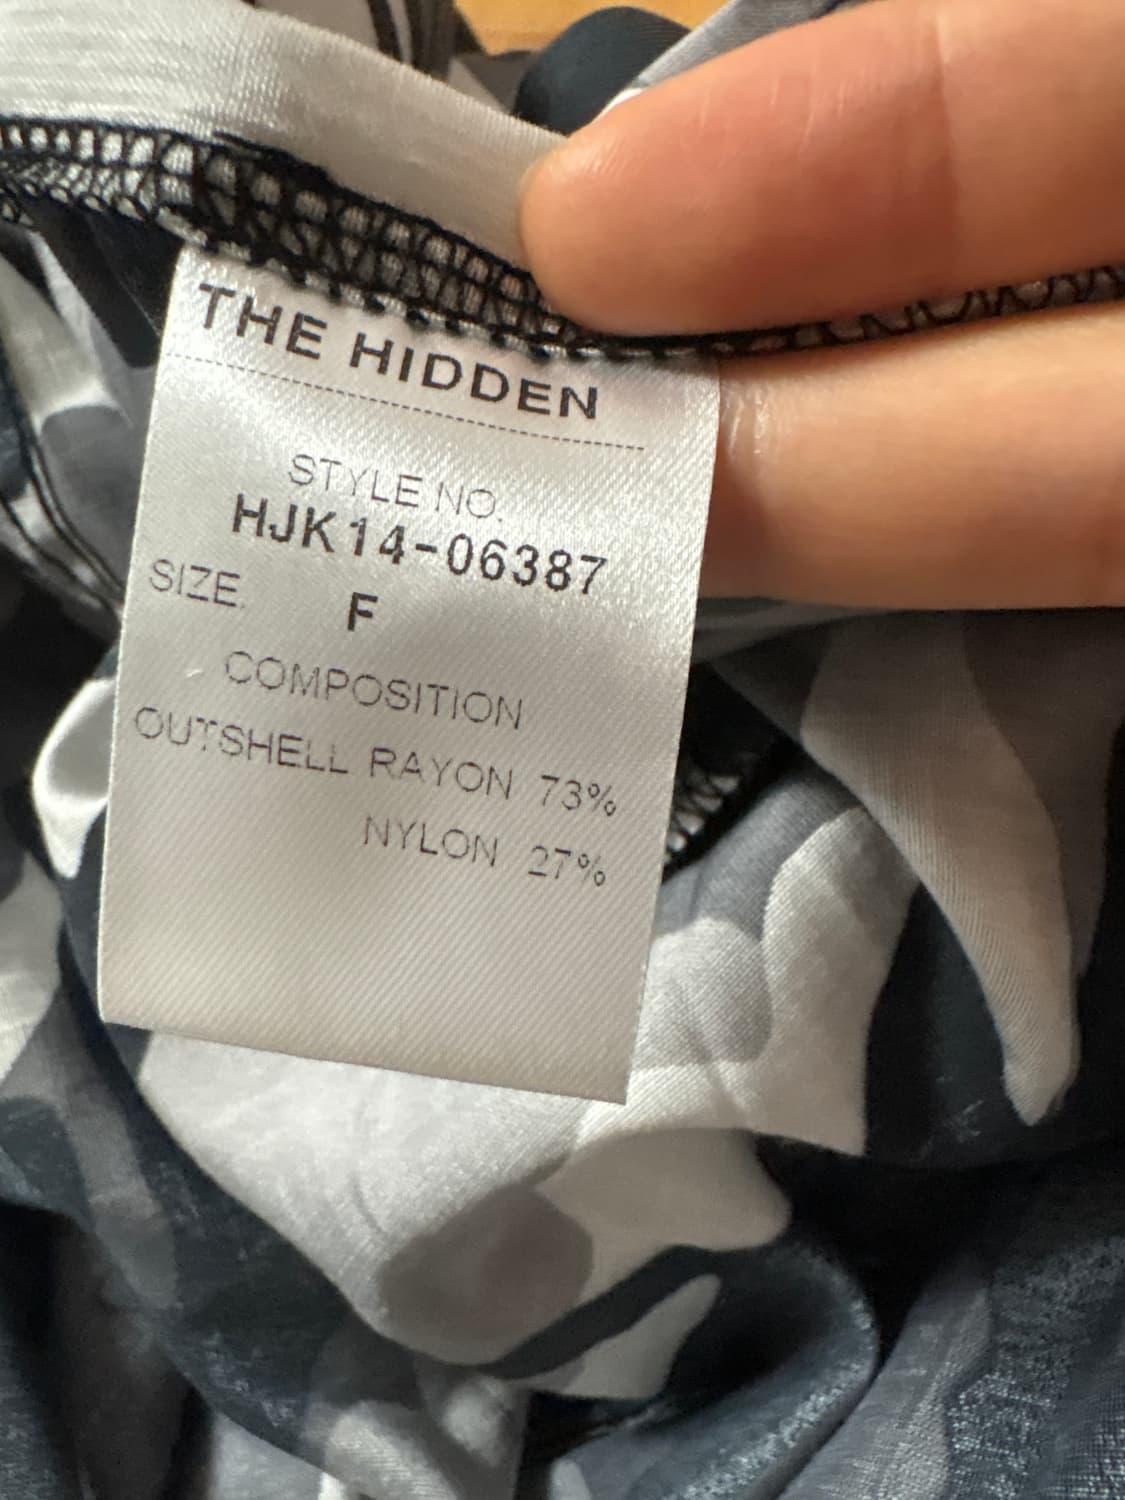 THE HIDDEN
STYLE NO.
HJK14-06387
SIZE. F
COMPOSITION
OUTSHELL RAYON 73%
NYLON 27%